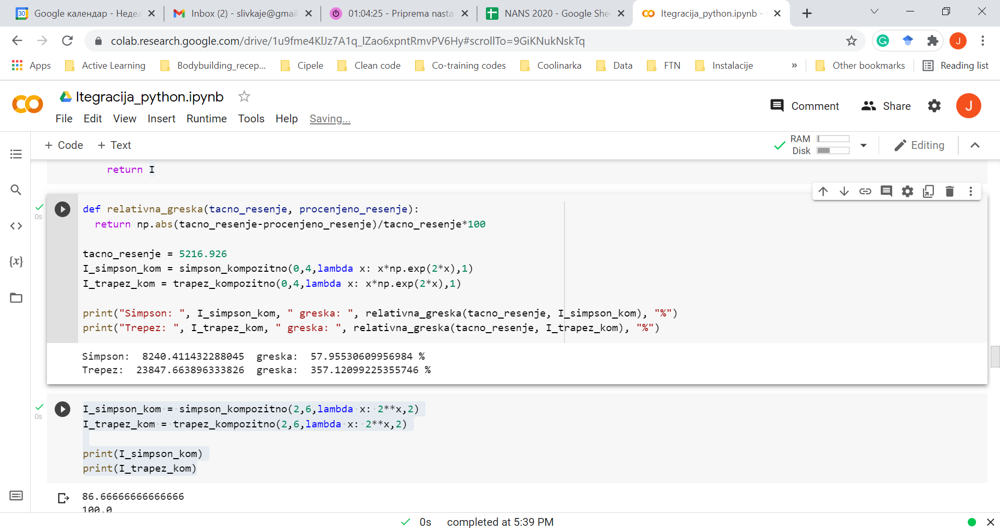 Google календар - Недел
Inbox (2) - slivkaje@gmail
01:04:25 - Priprema nasta
NANS 2020 - Google She
Itegracija_python.ipynb -
colab.research.google.com/drive/1u9fme4KlJz7A1q_lZao6xpntRmvPV6Hy#scrollTo=9GiKNukNskTq
Apps Active Learning Bodybuilding_recep... Cipele Clean code Co-training codes Coolinarka Data FTN Instalacije » Other bookmarks Reading list
Itegracija_python.ipynb
Comment Share J
File Edit View Insert Runtime Tools Help Saving...
+ Code + Text
RAM
Disk
Editing
return I
def relativna_greska(tacno_resenje, procenjeno_resenje):
return np.abs(tacno_resenje-procenjeno_resenje)/tacno_resenje*100
tacno_resenje = 5216.926
I_simpson_kom = simpson_kompozitno(0,4,lambda x: x*np.exp(2*x),1)
I_trapez_kom = trapez_kompozitno(0,4,lambda x: x*np.exp(2*x),1)
print("Simpson: ", I_simpson_kom, " greska: ", relativna_greska(tacno_resenje, I_simpson_kom), "%")
print("Trepez: ", I_trapez_kom, " greska: ", relativna_greska(tacno_resenje, I_trapez_kom), "%")
Simpson:  8240.411432288045  greska:  57.95530609956984 %
Trepez:  23847.663896333826  greska:  357.12099225355746 %
I_simpson_kom = simpson_kompozitno(2,6,lambda x: 2**x,2)
I_trapez_kom = trapez_kompozitno(2,6,lambda x: 2**x,2)
print(I_simpson_kom)
print(I_trapez_kom)
86.66666666666666
100.0
0s completed at 5:39 PM